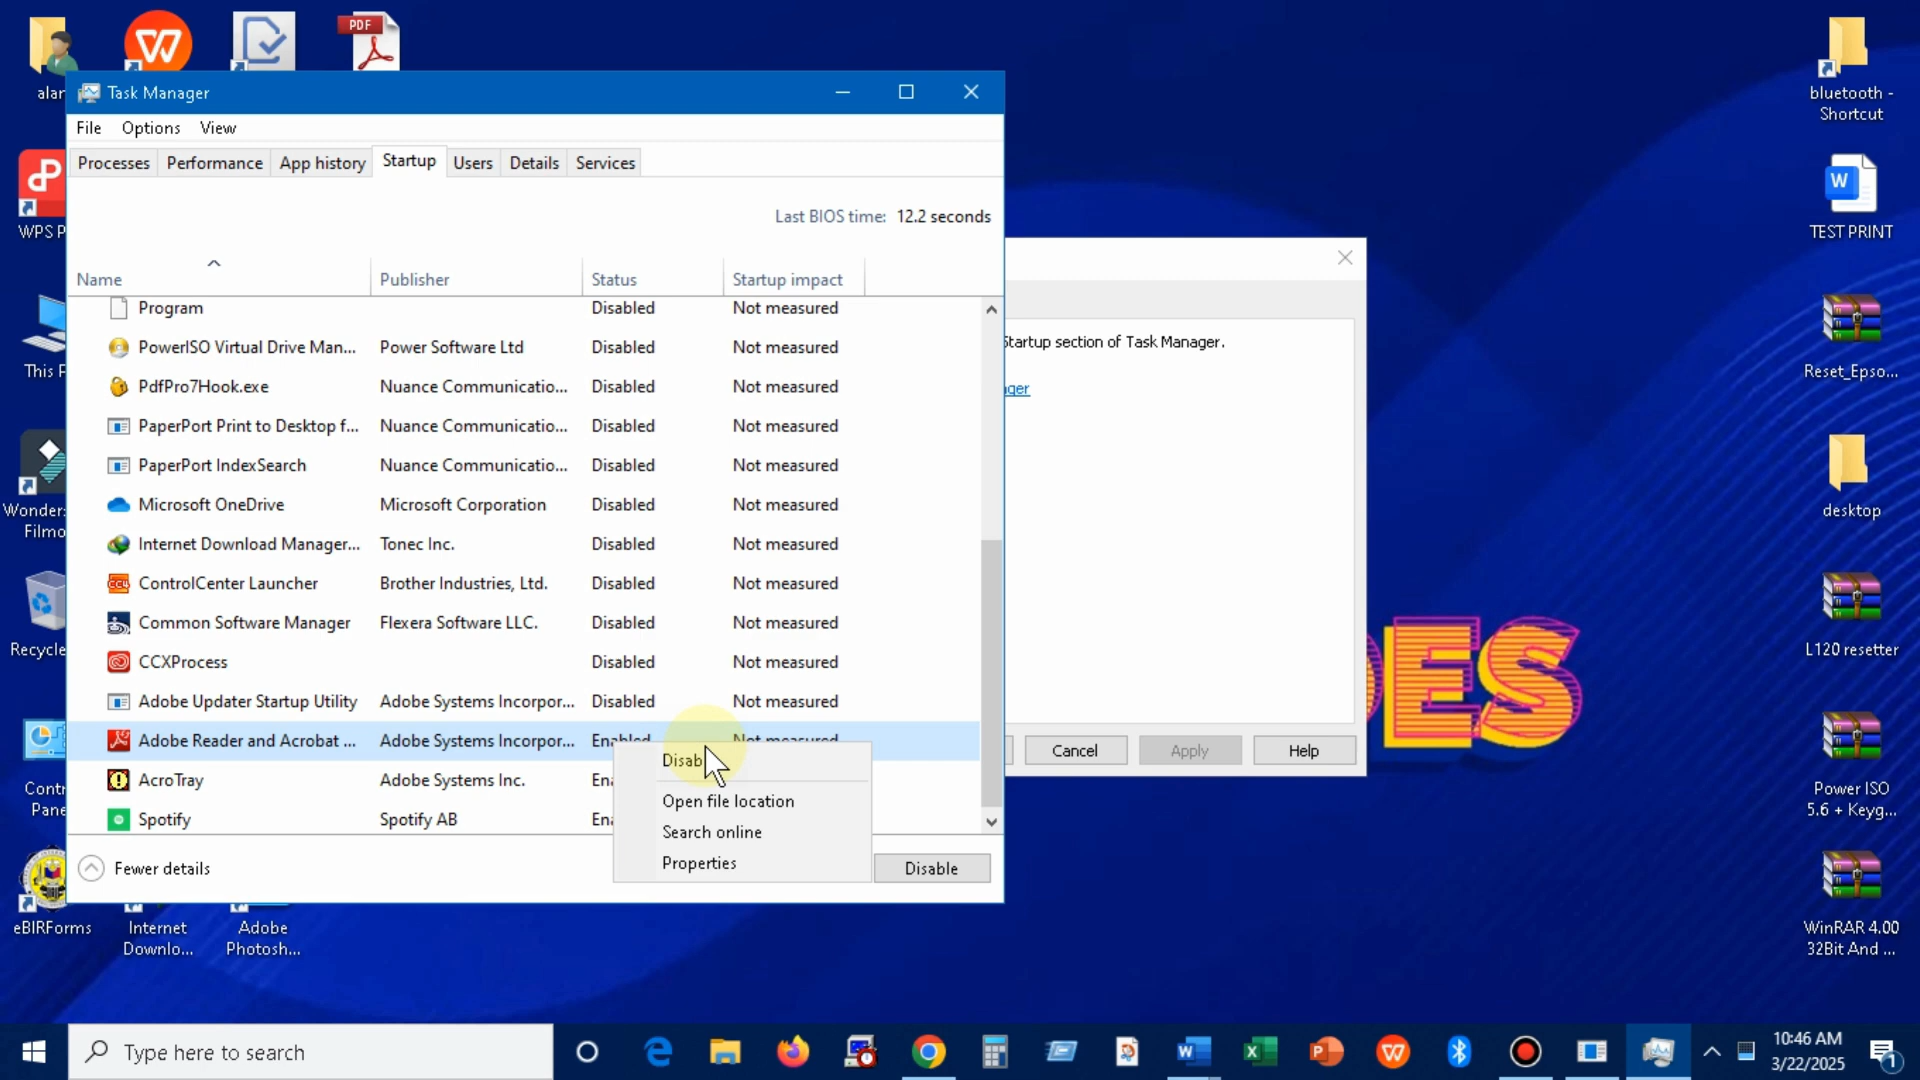 PDF
alan
Task Manager
File Options View
Processes Performance App history Startup Users Details Services
Last BIOS time: 12.2 seconds
Name Publisher Status Startup impact
Program Disabled Not measured
PowerISO Virtual Drive Man... Power Software Ltd Disabled Not measured
PdfPro7Hook.exe Nuance Communicatio... Disabled Not measured
PaperPort Print to Desktop f... Nuance Communicatio... Disabled Not measured
PaperPort IndexSearch Nuance Communicatio... Disabled Not measured
Microsoft OneDrive Microsoft Corporation Disabled Not measured
Internet Download Manager... Tonec Inc. Disabled Not measured
ControlCenter Launcher Brother Industries, Ltd. Disabled Not measured
Common Software Manager Flexera Software LLC. Disabled Not measured
CCXProcess Disabled Not measured
Adobe Updater Startup Utility Adobe Systems Incorpor... Disabled Not measured
Adobe Reader and Acrobat ... Adobe Systems Incorpor... Enabled Not measured
AcroTray Adobe Systems Inc. Ena
Spotify Spotify AB Ena
Disab
Open file location
Search online
Properties
Fewer details
Disable
Startup section of Task Manager.
ager
Cancel Apply Help
DES
WPS P
This P
Wonder
Filmo
Recycle
Contr
Pane
eBIRForms
Internet
Downlo...
Adobe
Photosh...
bluetooth -
Shortcut
TEST PRINT
Reset_Epso...
desktop
L120 resetter
Power ISO
5.6 + Keyg...
WinRAR 4.00
32Bit And ...
Type here to search
10:46 AM
3/22/2025
1